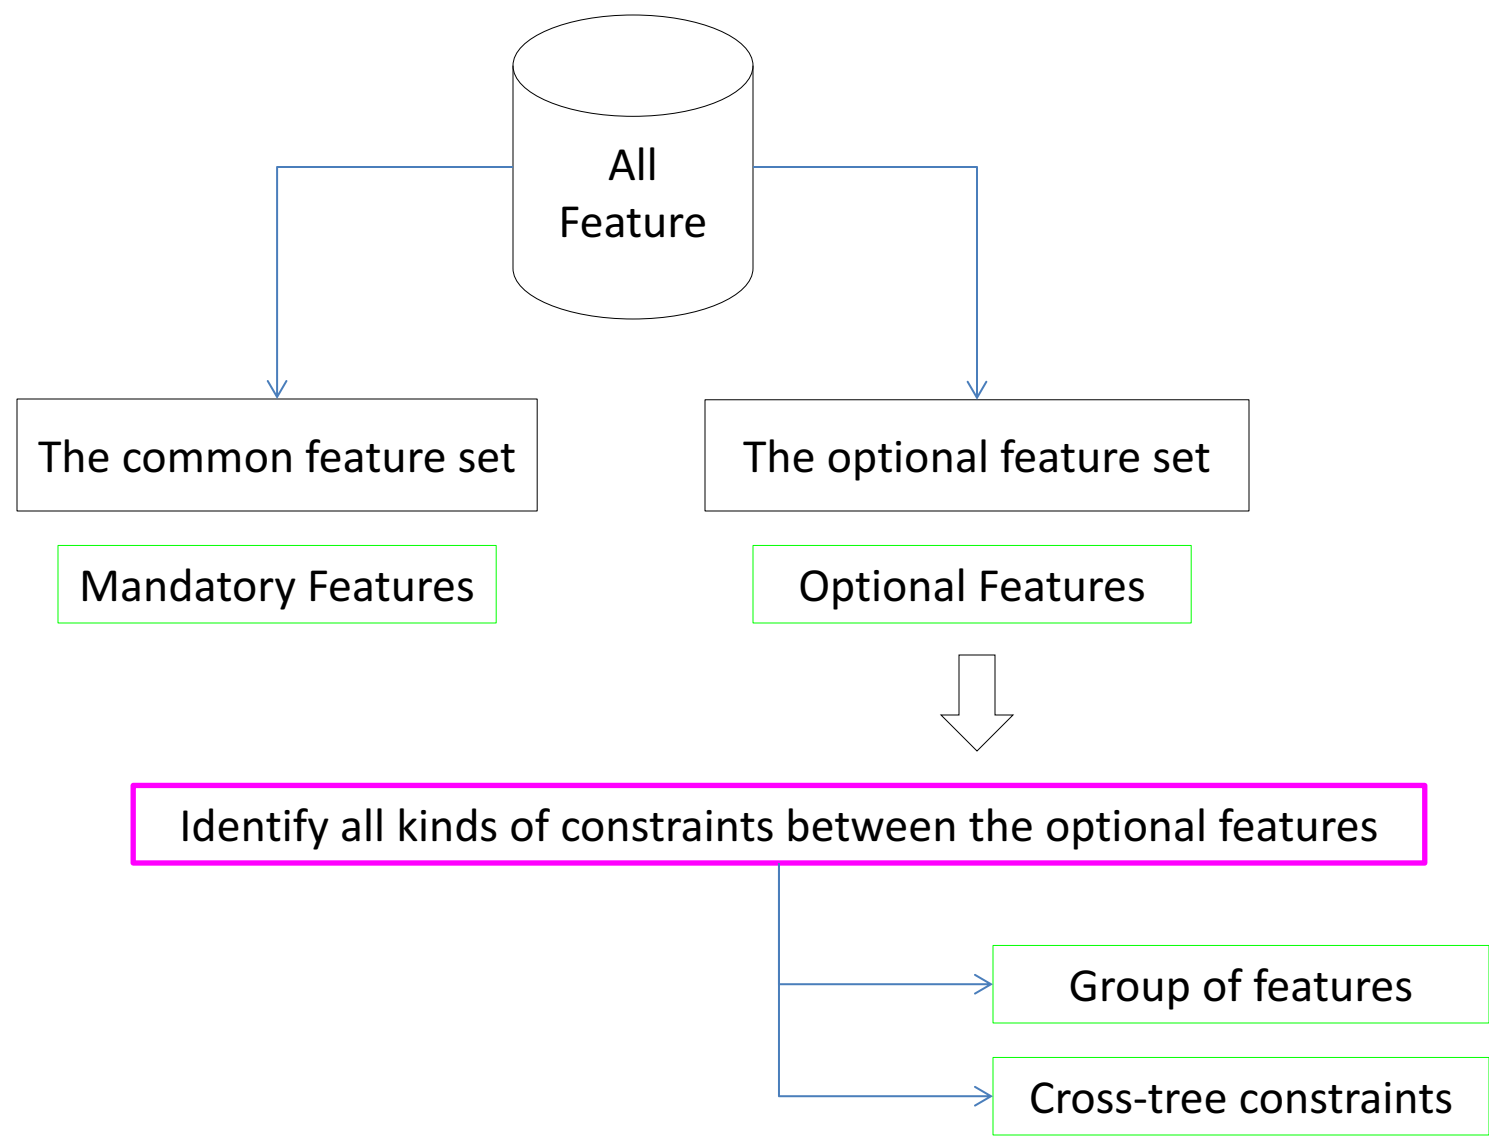 All
Feature
The common feature set
The optional feature set
Mandatory Features
Optional Features
Identify all kinds of constraints between the optional features
Group of features
Cross-tree constraints